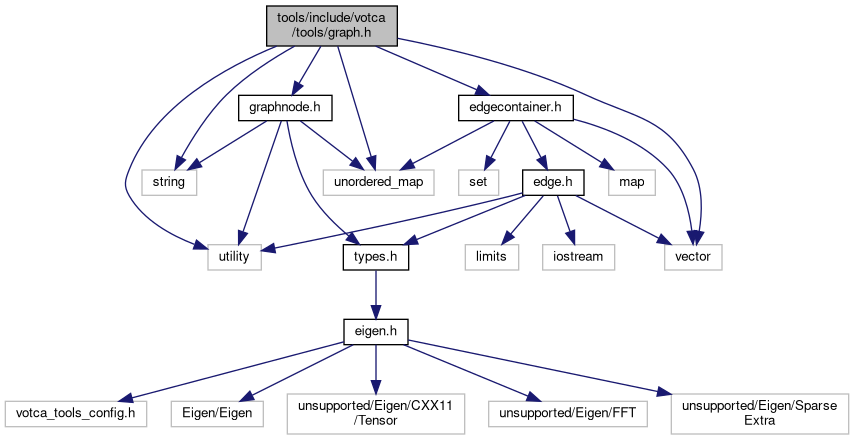 tools/include/votca
/tools/graph.h
graphnode.h
edgecontainer.h
string
unordered_map
set
edge.h
map
utility
types.h
limits
iostream
vector
eigen.h
votca_tools_config.h
Eigen/Eigen
unsupported/Eigen/CXX11
/Tensor
unsupported/Eigen/FFT
unsupported/Eigen/Sparse
Extra